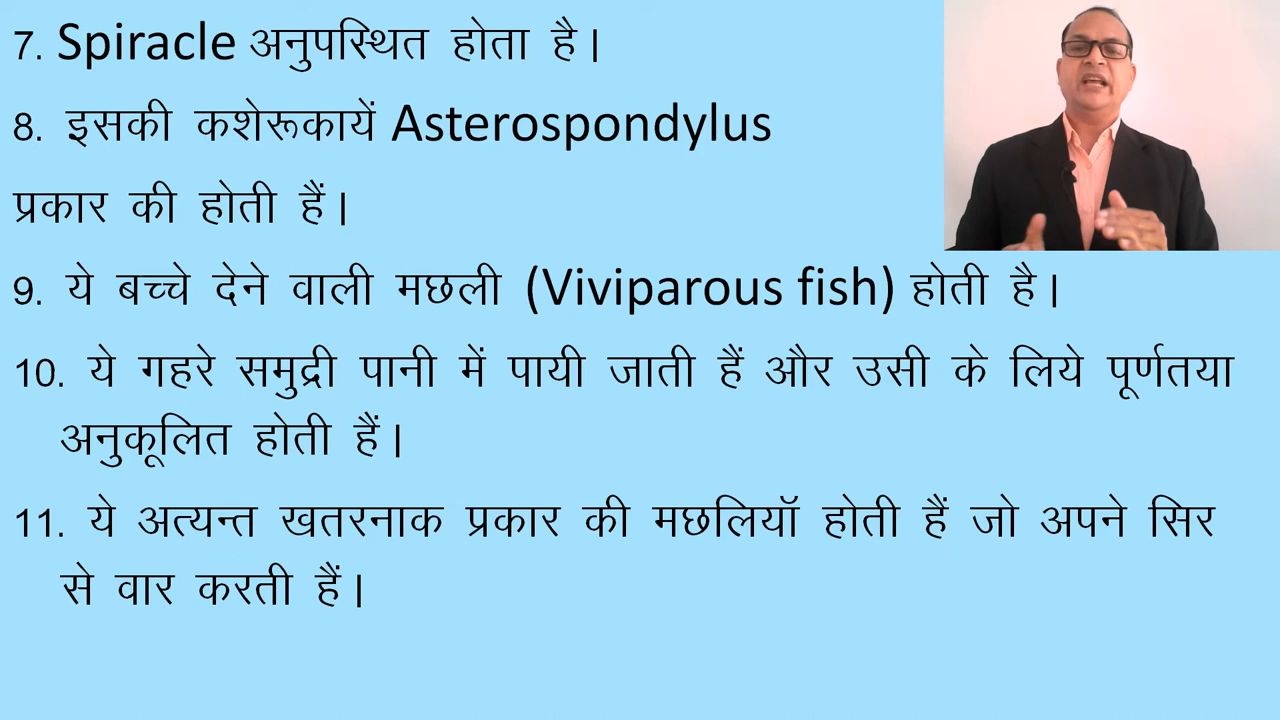 7. Spiracle अनुपस्थित होता है।
8. इसकी कशेरूकायें Asterospondylus
प्रकार की होती हैं।
9. ये बच्चे देने वाली मछली (Viviparous fish) होती है।
10. ये गहरे समुद्री पानी में पायी जाती हैं और उसी के लिये पूर्णतया
अनुकूलित होती हैं।
11. ये अत्यन्त खतरनाक प्रकार की मछलियॉ होती हैं जो अपने सिर
से वार करती हैं।